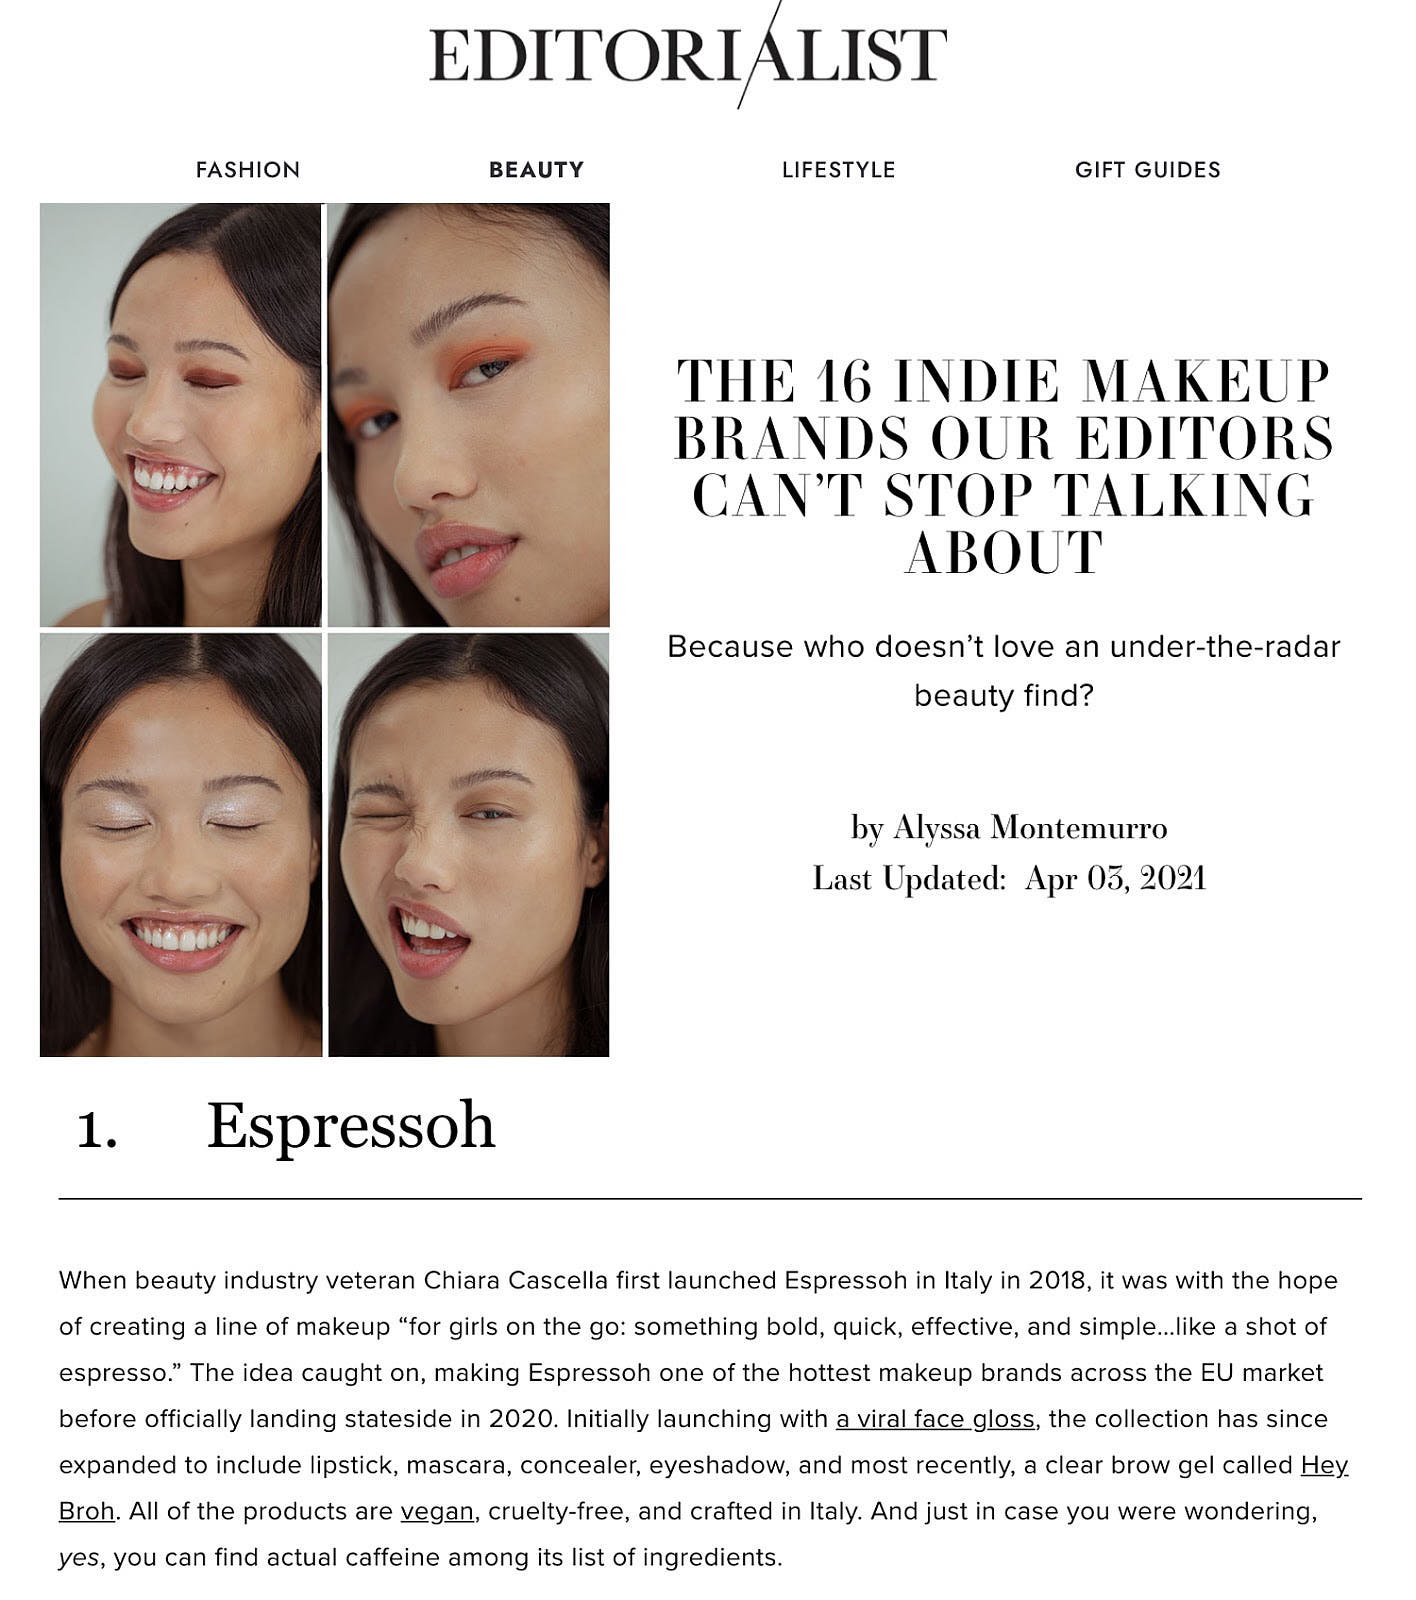 EDITORIALIST
FASHION BEAUTY LIFESTYLE GIFT GUIDES
THE 16 INDIE MAKEUP
BRANDS OUR EDITORS
CAN’T STOP TALKING
ABOUT
Because who doesn’t love an under-the-radar
beauty find?
by Alyssa Montemurro
Last Updated: Apr 03, 2021
1. Espressoh
When beauty industry veteran Chiara Cascella first launched Espressoh in Italy in 2018, it was with the hope
of creating a line of makeup “for girls on the go: something bold, quick, effective, and simple...like a shot of
espresso.” The idea caught on, making Espressoh one of the hottest makeup brands across the EU market
before officially landing stateside in 2020. Initially launching with a viral face gloss, the collection has since
expanded to include lipstick, mascara, concealer, eyeshadow, and most recently, a clear brow gel called Hey
Broh. All of the products are vegan, cruelty-free, and crafted in Italy. And just in case you were wondering,
yes, you can find actual caffeine among its list of ingredients.